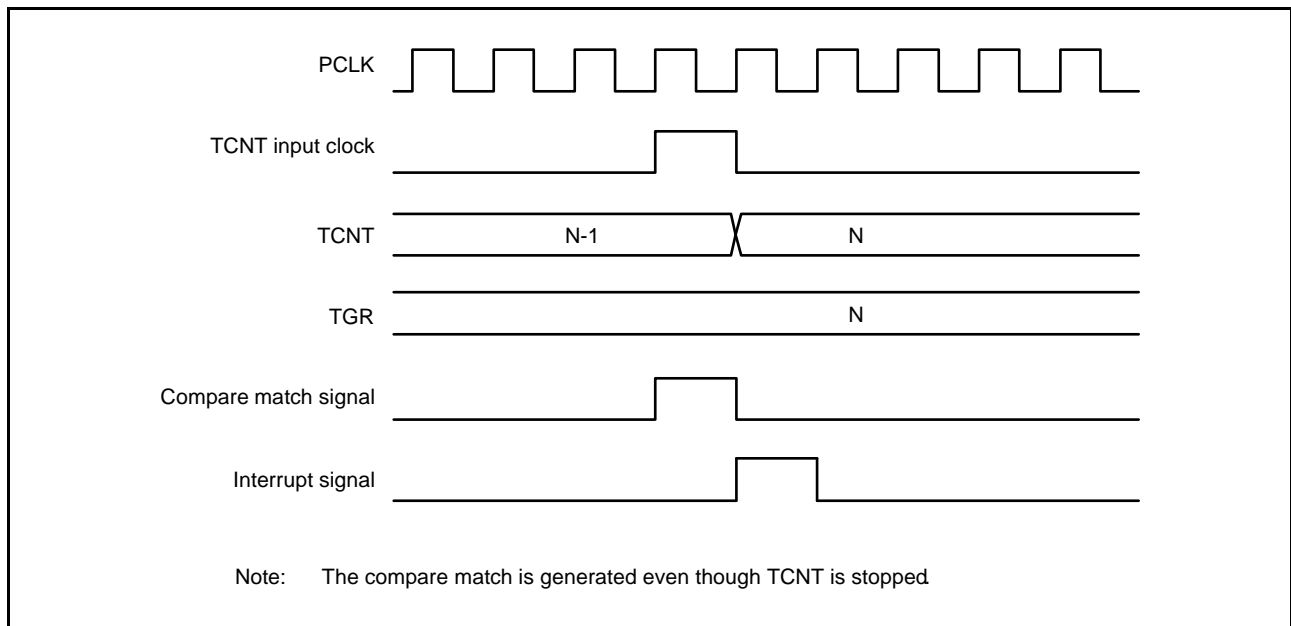 PCLK
TCNT input clock
TCNT N-1 N
TGR N
Compare match signal
Interrupt signal
Note: The compare match is generated even though TCNT is stopped.